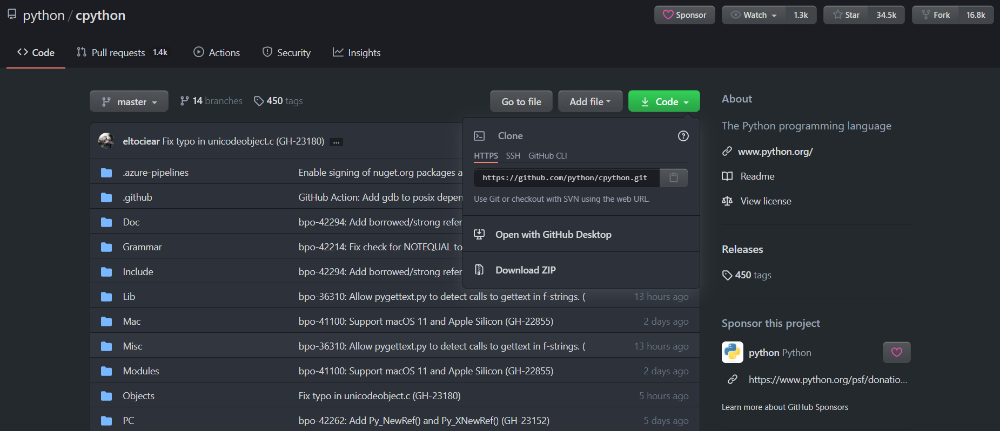 python / cpython
Sponsor Watch 1.3k Star 34.5k Fork 16.8k
Code Pull requests 1.4k Actions Security Insights
master 14 branches 450 tags Go to file Add file Code
eltociear Fix typo in unicodeobject.c (GH-23180) ...
.azure-pipelines Enable signing of nuget.org packages a
.github GitHub Action: Add gdb to posix depen
Doc bpo-42294: Add borrowed/strong refer
Grammar bpo-42214: Fix check for NOTEQUAL to
Include bpo-42294: Add borrowed/strong refer
Lib bpo-36310: Allow pygettext.py to detect calls to gettext in f-strings. ( 13 hours ago
Mac bpo-41100: Support macOS 11 and Apple Silicon (GH-22855) 2 days ago
Misc bpo-36310: Allow pygettext.py to detect calls to gettext in f-strings. ( 13 hours ago
Modules bpo-41100: Support macOS 11 and Apple Silicon (GH-22855) 2 days ago
Objects Fix typo in unicodeobject.c (GH-23180) 5 hours ago
PC bpo-42262: Add Py_NewRef() and Py_XNewRef() (GH-23152) 5 days ago
Clone
HTTPS SSH GitHub CLI
https://github.com/python/cpython.git
Use Git or checkout with SVN using the web URL.
Open with GitHub Desktop
Download ZIP
About
The Python programming language
www.python.org/
Readme
View license
Releases
450 tags
Sponsor this project
python Python
https://www.python.org/psf/donatio...
Learn more about GitHub Sponsors